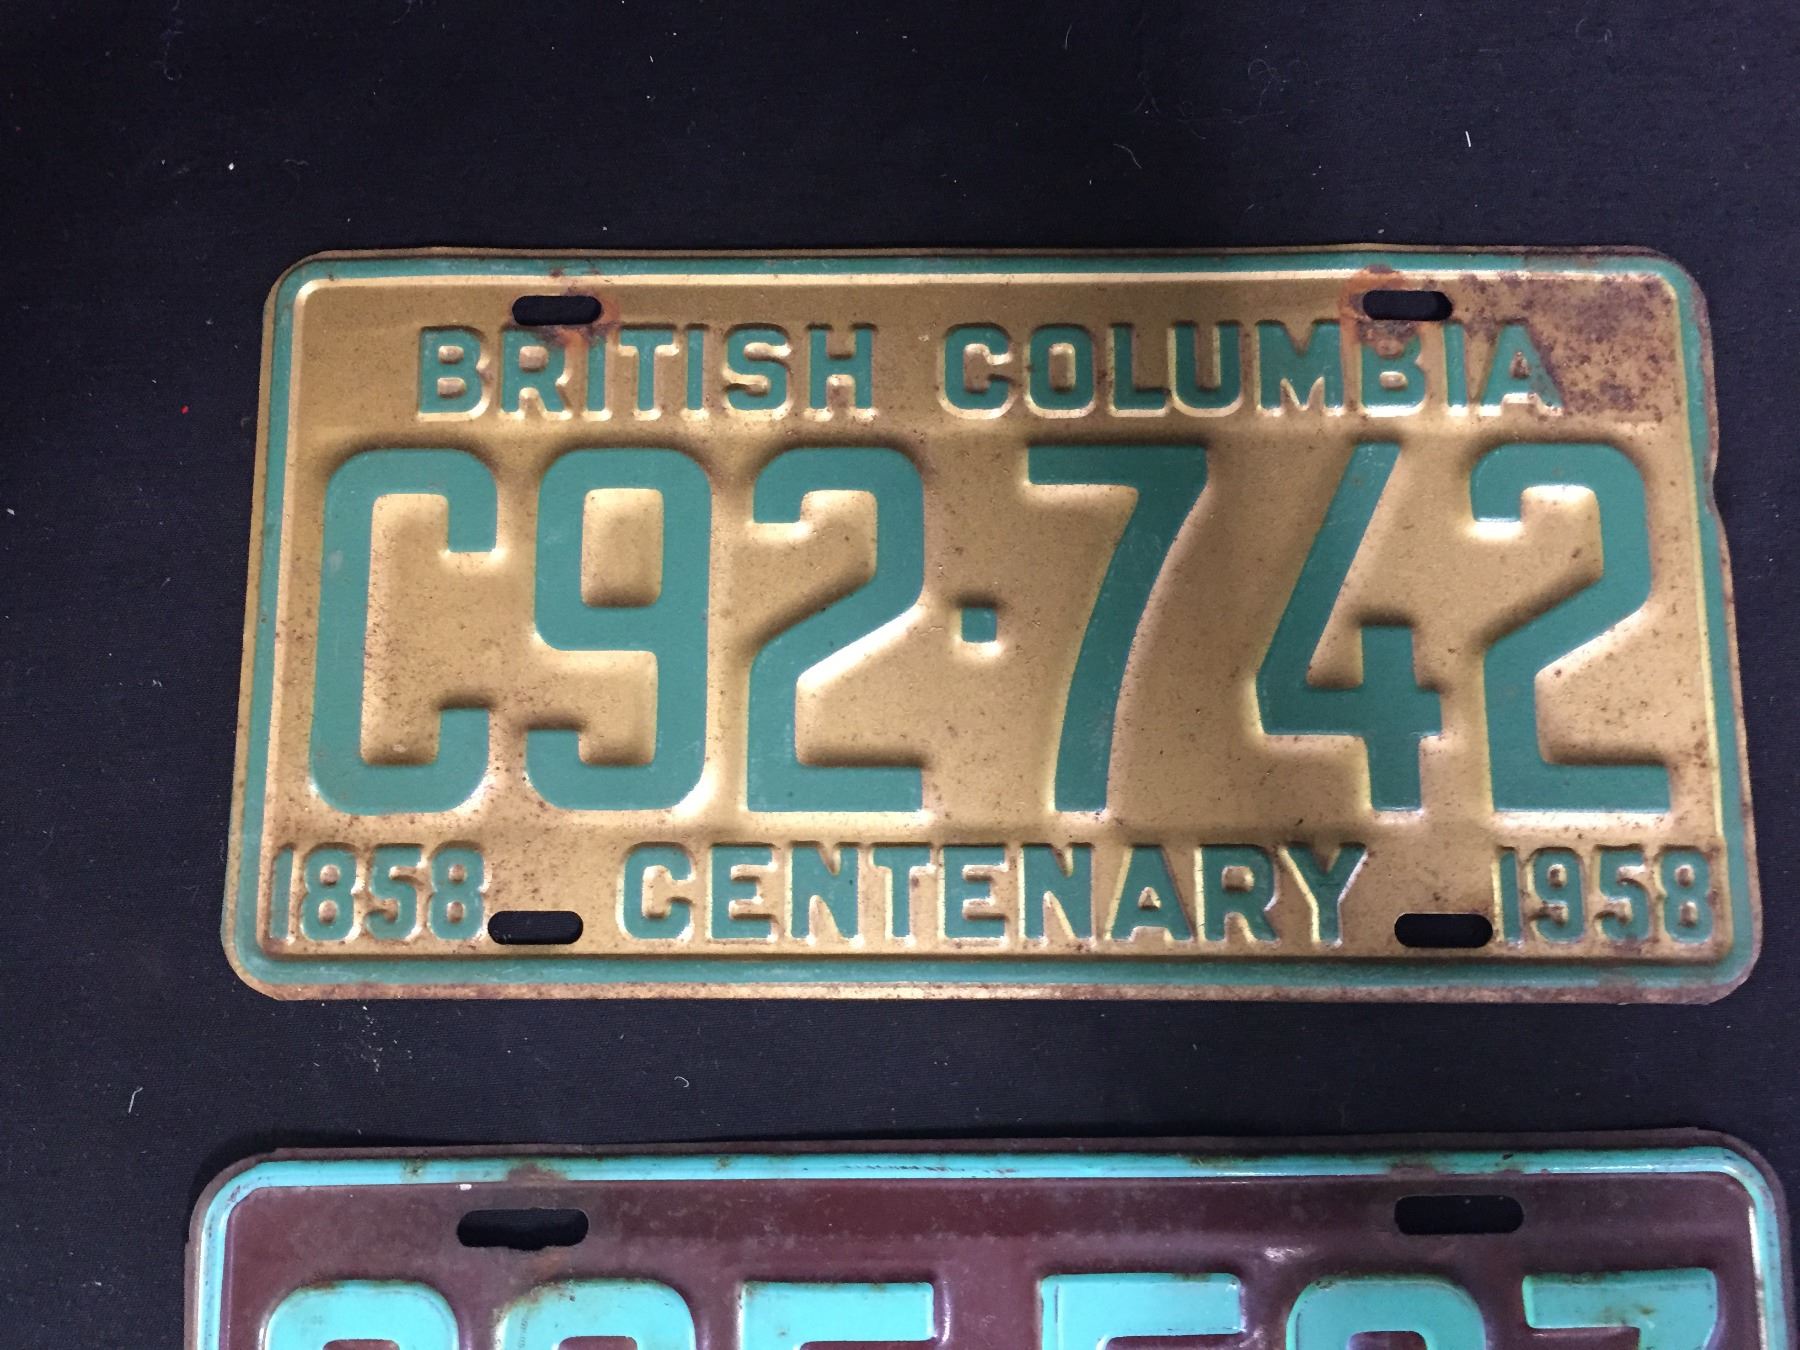 BRITISH COLUMBIA
C92·742
1858 CENTENARY 1958